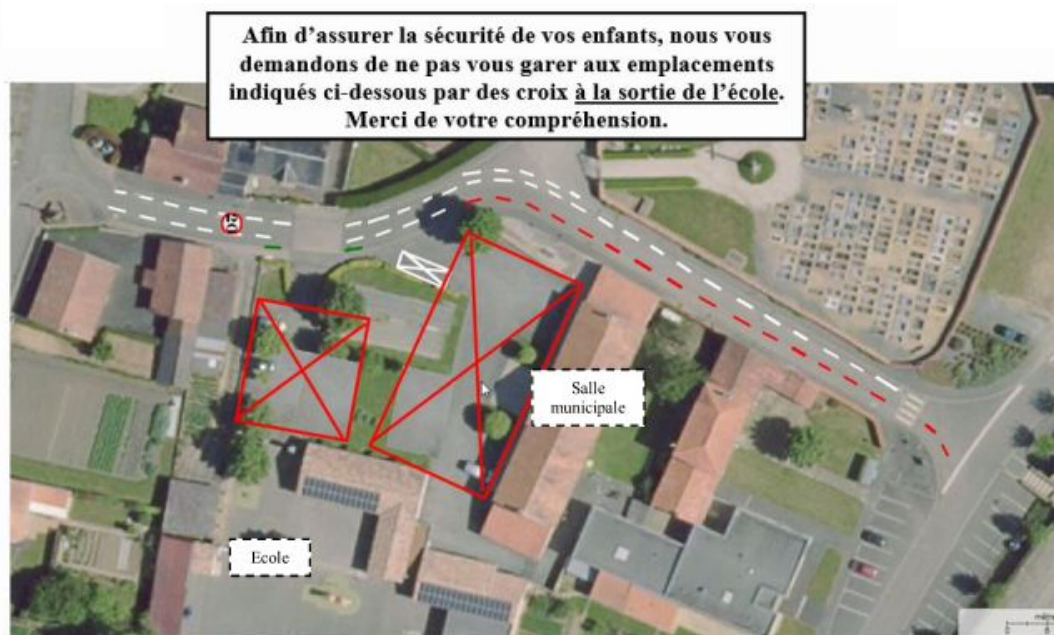 Afin d'assurer la sécurité de vos enfants, nous vous
demandons de ne pas vous garer aux emplacements
indiqués ci-dessous par des croix à la sortie de l'école.
Merci de votre compréhension.
Salle
municipale
Ecole